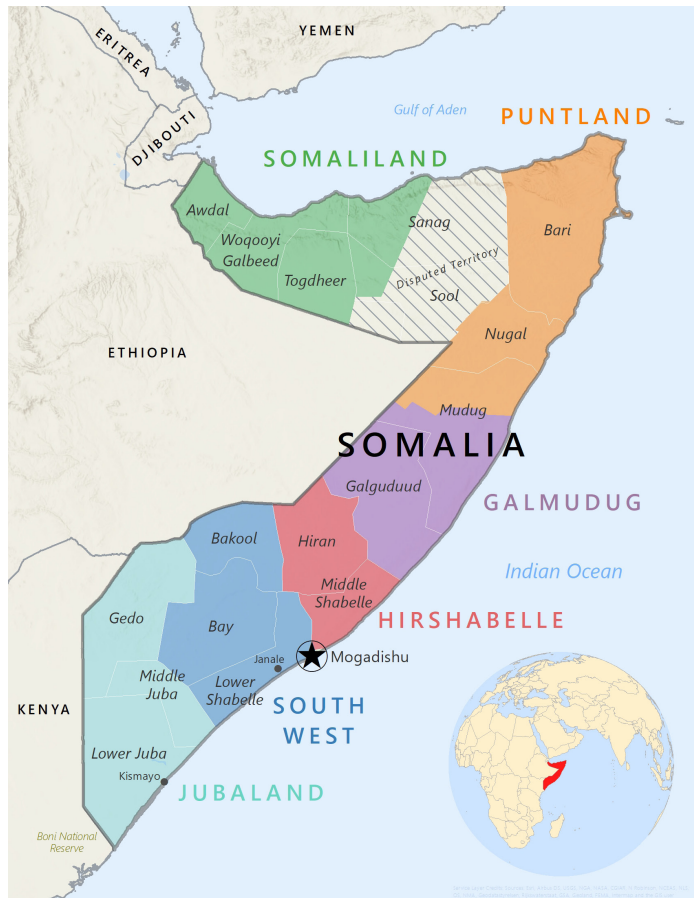 YEMEN
ERITREA
Gulf of Aden
PUNTLAND
DJIBOUTI
SOMALILAND
Awdal
Sanag
Woqooyi
Galbeed
Bari
Togdheer
Disputed Territory
Sool
Nugal
ETHIOPIA
Mudug
SOMALIA
Galguduud
GALMUDUG
Bakool
Hiran
Indian Ocean
Middle
Shabelle
Gedo
Bay
HIRSHABELLE
Mogadishu
Janale
Middle
Juba
Lower
Shabelle
SOUTH
WEST
KENYA
Lower Juba
Kismayo
JUBALAND
Boni National
Reserve